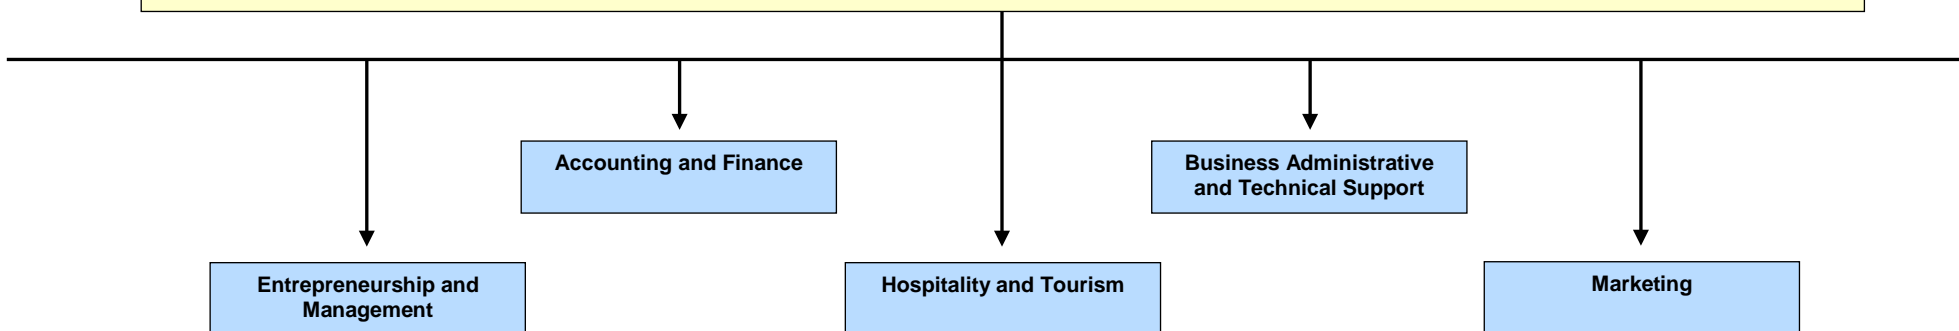 Accounting and Finance
Business Administrative
and Technical Support
Entrepreneurship and
Management
Hospitality and Tourism
Marketing